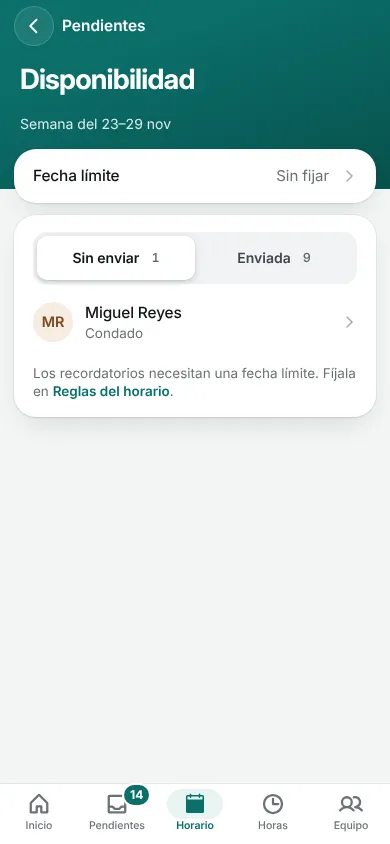 Pendientes
Disponibilidad
Semana del 23–29 nov
Fecha límite Sin fijar
Sin enviar 1 Enviada 9
MR Miguel Reyes
Condado
Los recordatorios necesitan una fecha límite. Fíjala
en Reglas del horario.
14
Inicio Pendientes Horario Horas Equipo